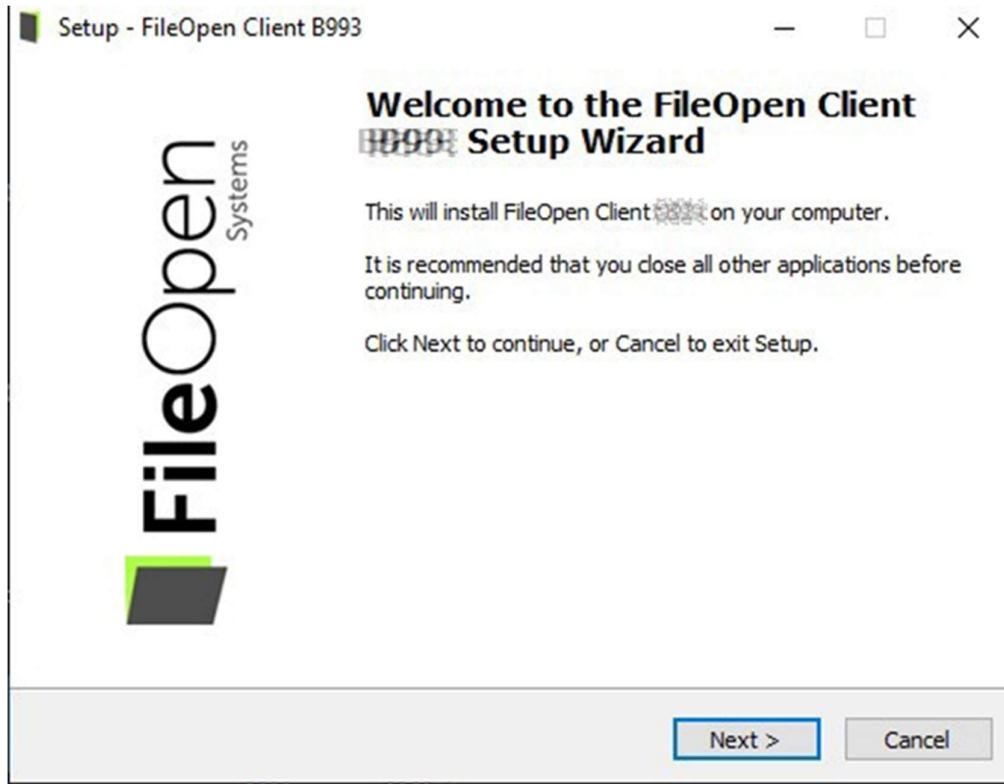 Setup - FileOpen Client B993
Welcome to the FileOpen Client
Setup Wizard
This will install FileOpen Client on your computer.
It is recommended that you close all other applications before
continuing.
Click Next to continue, or Cancel to exit Setup.
FileOpen
Systems
Next >
Cancel